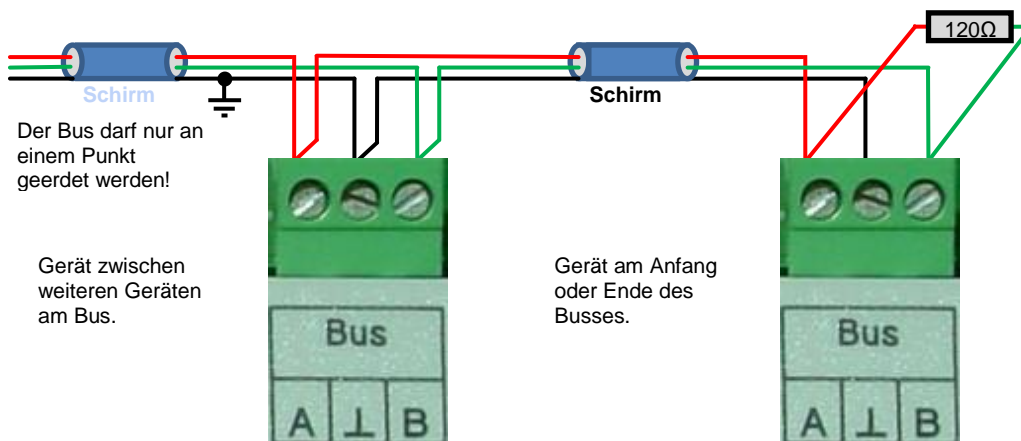 120Ω
Schirm
Schirm
Der Bus darf nur an
einem Punkt
geerdet werden!
Gerät zwischen
weiteren Geräten
am Bus.
Gerät am Anfang
oder Ende des
Busses.
Bus
A ⊥ B
Bus
A ⊥ B